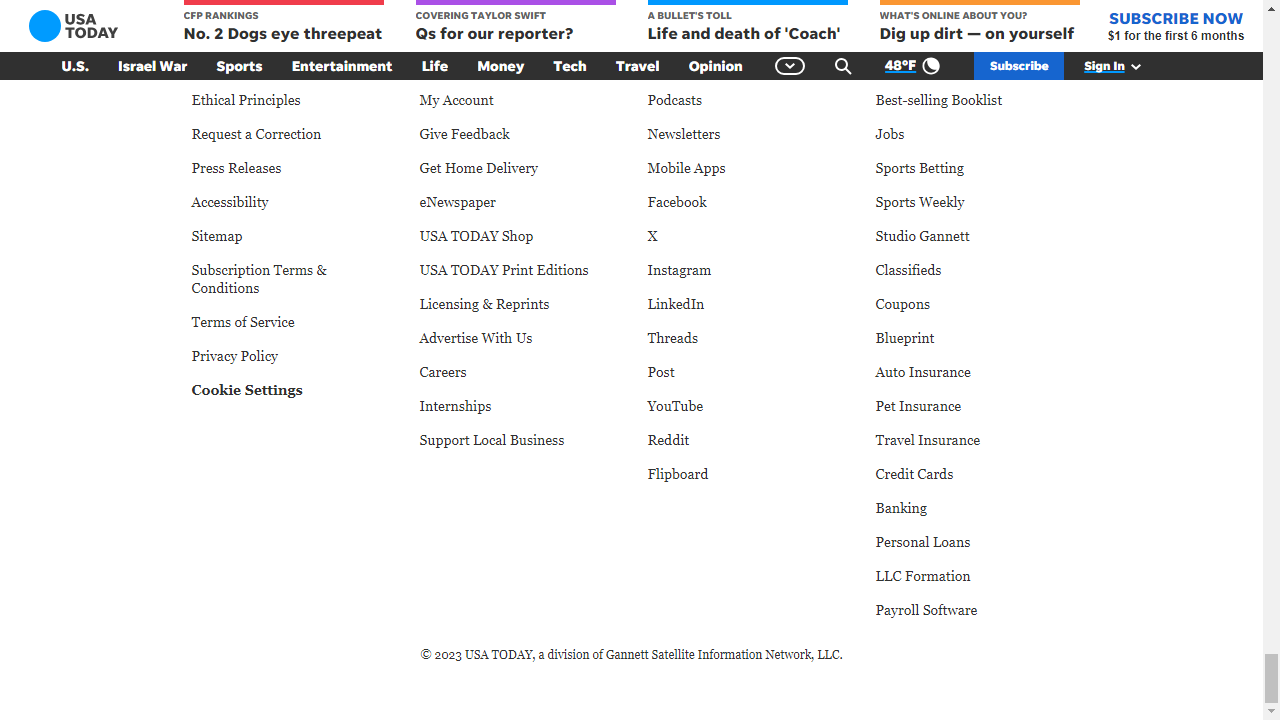 USA
TODAY
CFP RANKINGS
No. 2 Dogs eye threepeat
COVERING TAYLOR SWIFT
Qs for our reporter?
A BULLET'S TOLL
Life and death of 'Coach'
WHAT'S ONLINE ABOUT YOU?
Dig up dirt — on yourself
SUBSCRIBE NOW
$1 for the first 6 months
U.S. Israel War Sports Entertainment Life Money Tech Travel Opinion 48°F Subscribe Sign In
Ethical Principles
Request a Correction
Press Releases
Accessibility
Sitemap
Subscription Terms &
Conditions
Terms of Service
Privacy Policy
Cookie Settings
My Account
Give Feedback
Get Home Delivery
eNewspaper
USA TODAY Shop
USA TODAY Print Editions
Licensing & Reprints
Advertise With Us
Careers
Internships
Support Local Business
Podcasts
Newsletters
Mobile Apps
Facebook
X
Instagram
LinkedIn
Threads
Post
YouTube
Reddit
Flipboard
Best-selling Booklist
Jobs
Sports Betting
Sports Weekly
Studio Gannett
Classifieds
Coupons
Blueprint
Auto Insurance
Pet Insurance
Travel Insurance
Credit Cards
Banking
Personal Loans
LLC Formation
Payroll Software
© 2023 USA TODAY, a division of Gannett Satellite Information Network, LLC.